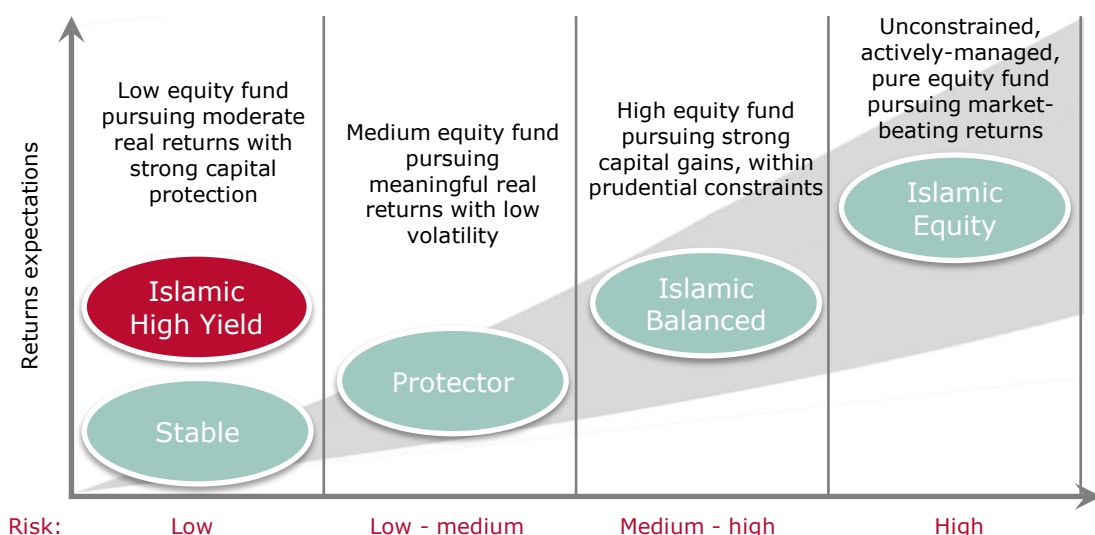 Returns expectations
Low equity fund
pursuing moderate
real returns with
strong capital
protection
Islamic
High Yield
Stable
Medium equity fund
pursuing
meaningful real
returns with low
volatility
Protector
High equity fund
pursuing strong
capital gains, within
prudential constraints
Islamic
Balanced
Unconstrained,
actively-managed,
pure equity fund
pursuing market-
beating returns
Islamic
Equity
Risk:
Low
Low - medium
Medium - high
High